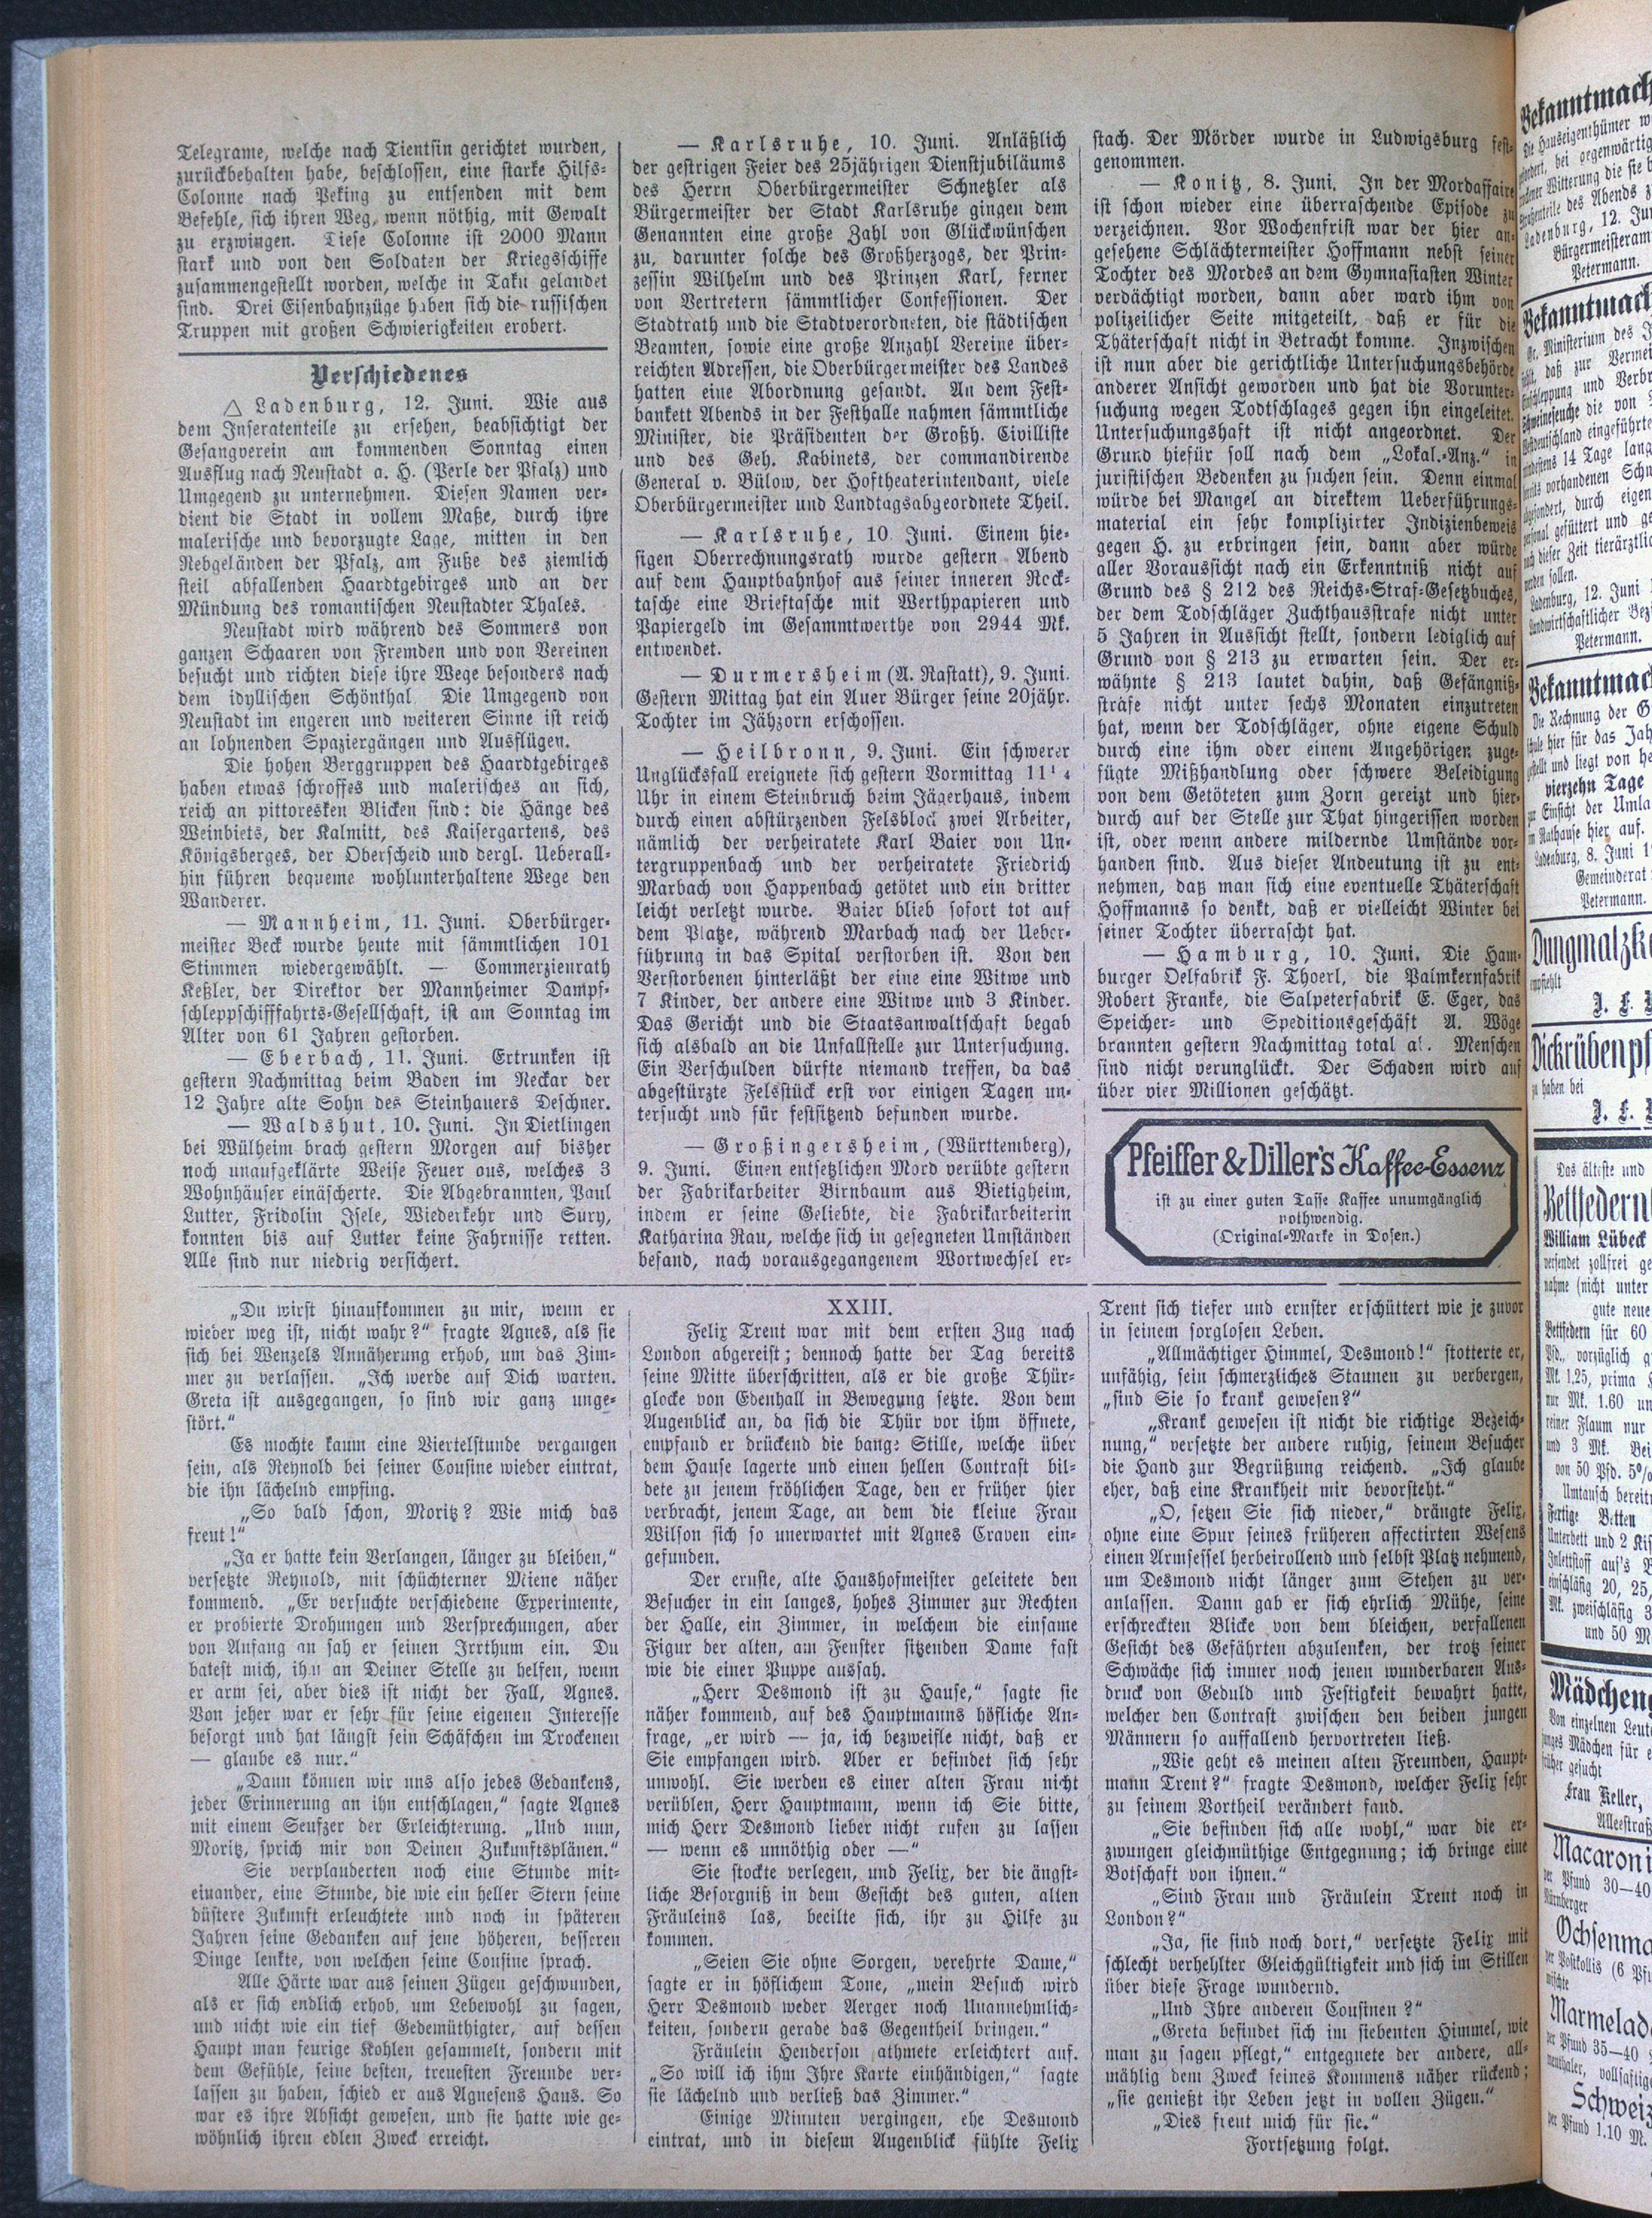 Telegrame, welche nach Tientsin gerichtet wurden,
zurückbehalten habe, beschlossen, eine starke Hilfs-
Colonne nach Peking zu entsenden mit dem
Befehle, sich ihren Weg, wenn nöthig, mit Gewalt
zu erzwingen. Diese Colonne ist 2000 Mann
stark und von den Soldaten der Kriegsschiffe
zusammengestellt worden, welche in Taku gelandet
sind. Drei Eisenbahnzüge haben sich die russischen
Truppen mit großen Schwierigkeiten erobert.
Verschiedenes
△ Ladenburg, 12. Juni. Wie aus
dem Inseratenteile zu ersehen, beabsichtigt der
Gesangverein am kommenden Sonntag einen
Ausflug nach Neustadt a. H. (Perle der Pfalz) und
Umgegend zu unternehmen. Diesen Namen ver-
dient die Stadt in vollem Maße, durch ihre
malerische und bevorzugte Lage, mitten in den
Rebgeländen der Pfalz, am Fuße des ziemlich
steil abfallenden Haardtgebirges und an der
Mündung des romantischen Neustadter Thales.
Neustadt wird während des Sommers von
ganzen Schaaren von Fremden und von Vereinen
besucht und richten diese ihre Wege besonders nach
dem idyllischen Schönthal. Die Umgegend von
Neustadt im engeren und weiteren Sinne ist reich
an lohnenden Spaziergängen und Ausflügen.
Die hohen Berggruppen des Haardtgebirges
haben etwas schroffes und malerisches an sich,
reich an pittoresken Blicken sind: die Hänge des
Weinbiets, der Kalmitt, des Kaisergartens, des
Königsberges, der Oberscheid und dergl. Ueberall-
hin führen bequeme wohlunterhaltene Wege den
Wanderer.
— Mannheim, 11. Juni. Oberbürger-
meister Beck wurde heute mit sämmtlichen 101
Stimmen wiedergewählt. — Commerzienrath
Keßler, der Direktor der Mannheimer Dampf-
schleppschifffahrts-Gesellschaft, ist am Sonntag im
Alter von 61 Jahren gestorben.
— Eberbach, 11. Juni. Ertrunken ist
gestern Nachmittag beim Baden im Neckar der
12 Jahre alte Sohn des Steinhauers Deschner.
— Waldshut, 10. Juni. In Dietlingen
bei Wülheim brach gestern Morgen auf bisher
noch unaufgeklärte Weise Feuer ous, welches 3
Wohnhäuser einäscherte. Die Abgebrannten, Paul
Lutter, Fridolin Isele, Wiederkehr und Sury,
konnten bis auf Lutter keine Fahrnisse retten.
Alle sind nur niedrig versichert.
— Karlsruhe, 10. Juni. Anläßlich
der gestrigen Feier des 25jährigen Dienstjubiläums
des Herrn Oberbürgermeister Schnetzler als
Bürgermeister der Stadt Karlsruhe gingen dem
Genannten eine große Zahl von Glückwünschen
zu, darunter solche des Großherzogs, der Prin-
zessin Wilhelm und des Prinzen Karl, ferner
von Vertretern sämmtlicher Confessionen. Der
Stadtrath und die Stadtverordneten, die städtischen
Beamten, sowie eine große Anzahl Vereine über-
reichten Adressen, die Oberbürgermeister des Landes
hatten eine Abordnung gesandt. An dem Fest-
bankett Abends in der Festhalle nahmen sämmtliche
Minister, die Präsidenten der Großh. Civilliste
und des Geh. Kabinets, der commandirende
General v. Bülow, der Hoftheaterintendant, viele
Oberbürgermeister und Landtagsabgeordnete Theil.
— Karlsruhe, 10 Juni. Einem hie-
sigen Oberrechnungsrath wurde gestern Abend
auf dem Hauptbahnhof aus seiner inneren Rock-
tasche eine Brieftasche mit Werthpapieren und
Papiergeld im Gesammtwerthe von 2944 Mk.
entwendet.
— Durmersheim (A. Rastatt), 9. Juni.
Gestern Mittag hat ein Auer Bürger seine 20jähr.
Tochter im Jähzorn erschossen.
— Heilbronn, 9. Juni. Ein schwerer
Unglücksfall ereignete sich gestern Vormittag 11¼
Uhr in einem Steinbruch beim Jägerhaus, indem
durch einen abstürzenden Felsblock zwei Arbeiter,
nämlich der verheiratete Karl Baier von Un-
tergruppenbach und der verheiratete Friedrich
Marbach von Happenbach getötet und ein dritter
leicht verletzt wurde. Baier blieb sofort tot auf
dem Platze, während Marbach nach der Ueber-
führung in das Spital verstorben ist. Von den
Verstorbenen hinterläßt der eine eine Witwe und
7 Kinder, der andere eine Witwe und 3 Kinder.
Das Gericht und die Staatsanwaltschaft begab
sich alsbald an die Unfallstelle zur Untersuchung.
Ein Verschulden dürfte niemand treffen, da das
abgestürzte Felsstück erst vor einigen Tagen un-
tersucht und für festsitzend befunden wurde.
— Großingersheim, (Württemberg),
9. Juni. Einen entsetzlichen Mord verübte gestern
der Fabrikarbeiter Birnbaum aus Bietigheim,
indem er seine Geliebte, die Fabrikarbeiterin
Katharina Rau, welche sich in gesegneten Umständen
befand, nach vorausgegangenem Wortwechsel er-
stach. Der Mörder wurde in Ludwigsburg fest-
genommen.
— Konitz, 8. Juni. In der Mordaffaire
ist schon wieder eine überraschende Episode zu
verzeichnen. Vor Wochenfrist war der hier an-
gesehene Schlächtermeister Hoffmann nebst seiner
Tochter des Mordes an dem Gymnasiasten Winter
verdächtigt worden, dann aber ward ihm von
polizeilicher Seite mitgeteilt, daß er für die
Thäterschaft nicht in Betracht komme. Inzwischen
ist nun aber die gerichtliche Untersuchungsbehörde
anderer Ansicht geworden und hat die Vorunter-
suchung wegen Todtschlages gegen ihn eingeleitet.
Untersuchungshaft ist nicht angeordnet. Der
Grund hiefür soll nach dem „Lokal.-Anz.“ in
juristischen Bedenken zu suchen sein. Denn einmal
würde bei Mangel an direktem Ueberführungs-
material ein sehr komplizirter Indizienbeweis
gegen H. zu erbringen sein, dann aber würde
aller Voraussicht nach ein Erkenntniß nicht auf
Grund des § 212 des Reichs-Straf-Gesetzbuches,
der dem Todschläger Zuchthausstrafe nicht unter
5 Jahren in Aussicht stellt, sondern lediglich auf
Grund von § 213 zu erwarten sein. Der er-
wähnte § 213 lautet dahin, daß Gefängniß-
strafe nicht unter sechs Monaten einzutreten
hat, wenn der Todschläger, ohne eigene Schuld
durch eine ihm oder einem Angehörigen zuge-
fügte Mißhandlung oder schwere Beleidigung
von dem Getöteten zum Zorn gereizt und hier-
durch auf der Stelle zur That hingerissen worden
ist, oder wenn andere mildernde Umstände vor-
handen sind. Aus dieser Andeutung ist zu ent-
nehmen, daß man sich eine eventuelle Thäterschaft
Hoffmanns so denkt, daß er vielleicht Winter bei
seiner Tochter überrascht hat.
— Hamburg, 10. Juni. Die Ham-
burger Oelfabrik F. Thoerl, die Palmkernfabrik
Robert Franke, die Salpeterfabrik E. Eger, das
Speicher- und Speditionsgeschäft A. Wöge
brannten gestern Nachmittag total ab. Menschen
sind nicht verunglückt. Der Schaden wird auf
über vier Millionen geschätzt.
Pfeiffer & Diller's Kaffee-Essenz
ist zu einer guten Tasse Kaffee unumgänglich
nothwendig.
(Original-Marke in Dosen.)
„Du wirst hinaufkommen zu mir, wenn er
wieder weg ist, nicht wahr?“ fragte Agnes, als sie
sich bei Wenzels Annäherung erhob, um das Zim-
mer zu verlassen. „Ich werde auf Dich warten.
Greta ist ausgegangen, so sind wir ganz unge-
stört.“
Es mochte kaum eine Viertelstunde vergangen
sein, als Reynold bei seiner Cousine wieder eintrat,
die ihn lächelnd empfing.
„So bald schon, Moritz? Wie mich das
freut!“
„Ja er hatte kein Verlangen, länger zu bleiben,“
versetzte Reynold, mit schüchterner Miene näher
kommend. „Er versuchte verschiedene Experimente,
er probierte Drohungen und Versprechungen, aber
von Anfang an sah er seinen Irrthum ein. Du
batest mich, ihm an Deiner Stelle zu helfen, wenn
er arm sei, aber dies ist nicht der Fall, Agnes.
Von jeher war er sehr für seine eigenen Interesse
besorgt und hat längst sein Schäfchen im Trockenen
— glaube es nur.“
„Dann können wir uns also jedes Gedankens,
jeder Erinnerung an ihn entschlagen,“ sagte Agnes
mit einem Seufzer der Erleichterung. „Und nun,
Moritz, sprich mir von Deinen Zukunftsplänen.“
Sie verplauderten noch eine Stunde mit-
einander, eine Stunde, die wie ein heller Stern seine
düstere Zukunft erleuchtete und noch in späteren
Jahren seine Gedanken auf jene höheren, besseren
Dinge lenkte, von welchen seine Cousine sprach.
Alle Härte war aus seinen Zügen geschwunden,
als er sich endlich erhob, um Lebewohl zu sagen,
und nicht wie ein tief Gedemüthigter, auf dessen
Haupt man feurige Kohlen gesammelt, sondern mit
dem Gefühle, seine besten, treuesten Freunde ver-
lassen zu haben, schied er aus Agnesens Haus. So
war es ihre Absicht gewesen, und sie hatte wie ge-
wöhnlich ihren edlen Zweck erreicht.
XXIII.
Felix Trent war mit dem ersten Zug nach
London abgereist; dennoch hatte der Tag bereits
seine Mitte überschritten, als er die große Thür-
glocke von Edenhall in Bewegung setzte. Von dem
Augenblick an, da sich die Thür vor ihm öffnete,
empfand er drückend die bange Stille, welche über
dem Hause lagerte und einen hellen Contrast bil-
dete zu jenem fröhlichen Tage, den er früher hier
verbracht, jenem Tage, an dem die kleine Frau
Wilson sich so unerwartet mit Agnes Craven ein-
gefunden.
Der ernste, alte Haushofmeister geleitete den
Besucher in ein langes, hohes Zimmer zur Rechten
der Halle, ein Zimmer, in welchem die einsame
Figur der alten, am Fenster sitzenden Dame fast
wie die einer Puppe aussah.
„Herr Desmond ist zu Hause,“ sagte sie
näher kommend, auf des Hauptmanns höfliche An-
frage, „er wird — ja, ich bezweifle nicht, daß er
Sie empfangen wird. Aber er befindet sich sehr
unwohl. Sie werden es einer alten Frau nicht
verüblen, Herr Hauptmann, wenn ich Sie bitte,
mich Herr Desmond lieber nicht rufen zu lassen
— wenn es unnöthig oder —“
Sie stockte verlegen, und Felix, der die ängst-
liche Besorgniß in dem Gesicht des guten, alten
Fräuleins las, beeilte sich, ihr zu Hilfe zu
kommen.
„Seien Sie ohne Sorgen, verehrte Dame,“
sagte er in höflichem Tone, „mein Besuch wird
Herr Desmond weder Aerger noch Unannehmlich-
keiten, sondern gerade das Gegentheil bringen.“
Fräulein Henderson athmete erleichtert auf.
„So will ich ihm Ihre Karte einhändigen,“ sagte
sie lächelnd und verließ das Zimmer.“
Einige Minuten vergingen, ehe Desmond
eintrat, und in diesem Augenblick fühlte Felix
Trent sich tiefer und ernster erschüttert wie je zuvor
in seinem sorglosen Leben.
„Allmächtiger Himmel, Desmond!“ stotterte er,
unfähig, sein schmerzliches Staunen zu verbergen,
„sind Sie so krank gewesen?“
„Krank gewesen ist nicht die richtige Bezeich-
nung,“ versetzte der andere ruhig, seinem Besucher
die Hand zur Begrüßung reichend. „Ich glaube
eher, daß eine Krankheit mir bevorsteht.“
„O, setzen Sie sich nieder,“ drängte Felix,
ohne eine Spur seines früheren affectirten Wesens
einen Armsessel herbeirollend und selbst Platz nehmend,
um Desmond nicht länger zum Stehen zu ver-
anlassen. Dann gab er sich ehrlich Mühe, seine
erschreckten Blicke von dem bleichen, verfallenen
Gesicht des Gefährten abzulenken, der trotz seiner
Schwäche sich immer noch jenen wunderbaren Aus-
druck von Geduld und Festigkeit bewahrt hatte,
welcher den Contrast zwischen den beiden jungen
Männern so auffallend hervortreten ließ.
„Wie geht es meinen alten Freunden, Haupt-
mann Trent?“ fragte Desmond, welcher Felix sehr
zu seinem Vortheil verändert fand.
„Sie befinden sich alle wohl,“ war die er-
zwungen gleichmüthige Entgegnung; ich bringe eine
Botschaft von ihnen.“
„Sind Frau und Fräulein Trent noch in
London?“
„Ja, sie sind noch dort,“ versetzte Felix mit
schlecht verhehlter Gleichgültigkeit und sich im Stillen
über diese Frage wundernd.
„Und Ihre anderen Cousinen?“
„Greta befindet sich im siebenten Himmel, wie
man zu sagen pflegt,“ entgegnete der andere, all-
mählig dem Zweck seines Kommens näher rückend;
„sie genießt ihr Leben jetzt in vollen Zügen.“
„Dies freut mich für sie.“
Fortsetzung folgt.